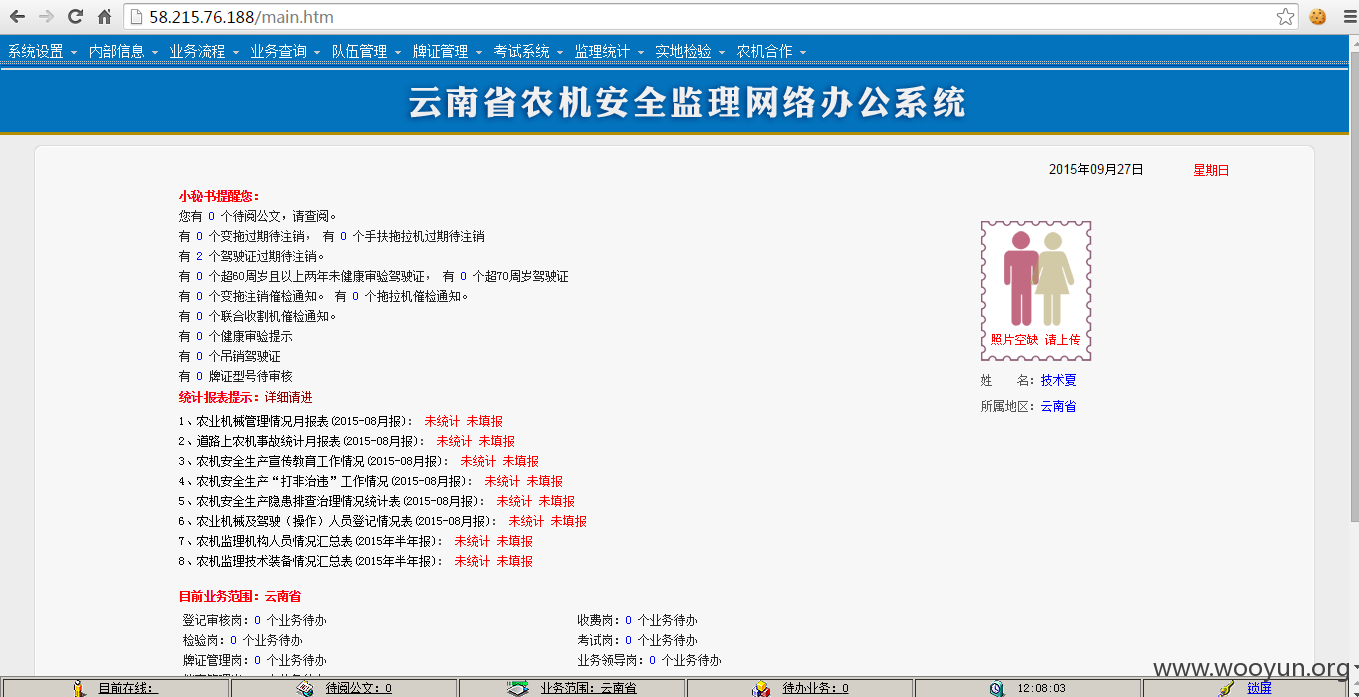 58.215.76.188/main.htm
系统设置 内部信息 业务流程 业务查询 队伍管理 牌证管理 考试系统 监理统计 实地检验 农机合作
云南省农机安全监理网络办公系统
2015年09月27日 星期日
小秘书提醒您：
您有 0 个待阅公文，请查阅。
有 0 个变拖过期待注销， 有 0 个手扶拖拉机过期待注销
有 2 个驾驶证过期待注销。
有 0 个超60周岁且以上两年未健康审验驾驶证， 有 0 个超70周岁驾驶证
有 0 个变拖注销催检通知。 有 0 个拖拉机催检通知。
有 0 个联合收割机催检通知。
有 0 个健康审验提示
有 0 个吊销驾驶证
有 0 牌证型号待审核
照片空缺 请上传
姓 名：技术夏
所属地区：云南省
统计报表提示：详细请进
1、农业机械管理情况月报表(2015-08月报)： 未统计 未填报
2、道路上农机事故统计月报表(2015-08月报)： 未统计 未填报
3、农机安全生产宣传教育工作情况(2015-08月报)： 未统计 未填报
4、农机安全生产“打非治违”工作情况(2015-08月报)： 未统计 未填报
5、农机安全生产隐患排查治理情况统计表(2015-08月报)： 未统计 未填报
6、农业机械及驾驶（操作）人员登记情况表(2015-08月报)： 未统计 未填报
7、农机监理机构人员情况汇总表(2015年半年报)： 未统计 未填报
8、农机监理技术装备情况汇总表(2015年半年报)： 未统计 未填报
目前业务范围：云南省
登记审核岗：0 个业务待办 收费岗：0 个业务待办
检验岗：0 个业务待办 考试岗：0 个业务待办
牌证管理岗：0 个业务待办 业务领导岗：0 个业务待办
www.wooyun.org
目前在线： 待阅公文：0 业务范围：云南省 待办业务：0 12:08:03 锁屏